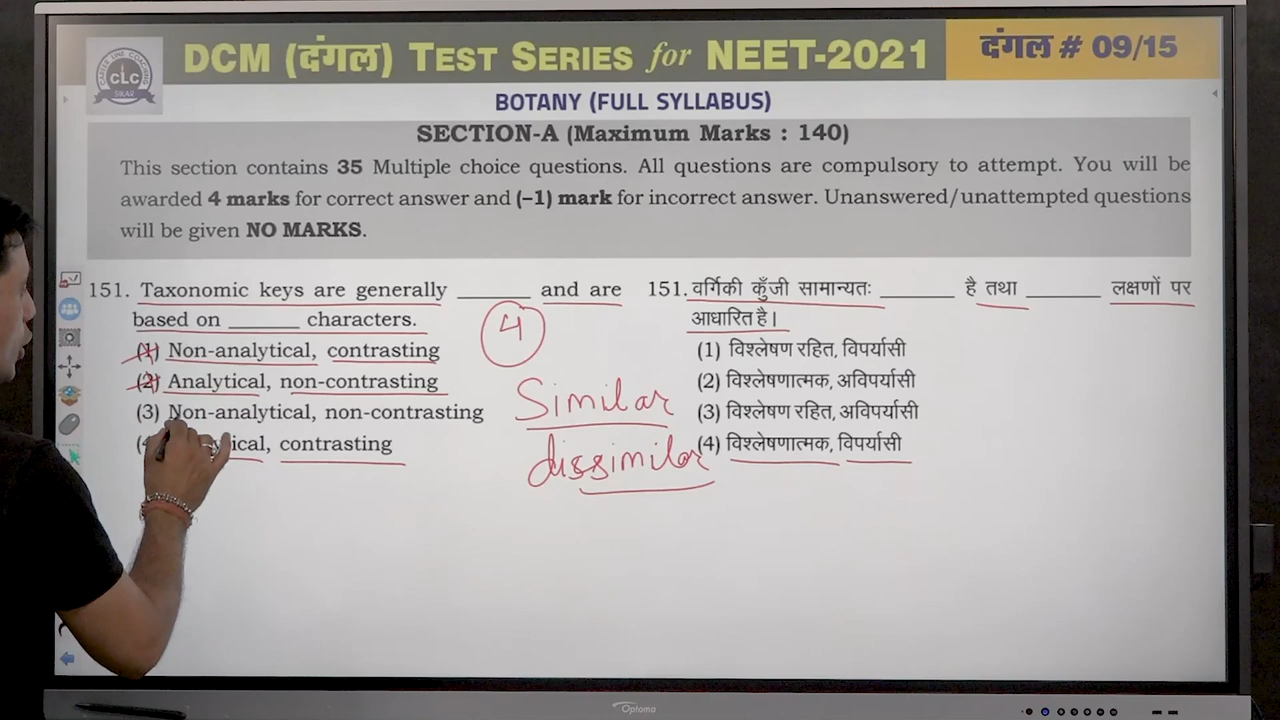 DCM (दंगल) TEST SERIES for NEET-2021
दंगल # 09/15
CLC
SIKAR
BOTANY (FULL SYLLABUS)
SECTION-A (Maximum Marks : 140)
This section contains 35 Multiple choice questions. All questions are compulsory to attempt. You will be
awarded 4 marks for correct answer and (–1) mark for incorrect answer. Unanswered/unattempted questions
will be given NO MARKS.
151. Taxonomic keys are generally ______ and are
based on ______ characters.
(1) Non-analytical, contrasting
(2) Analytical, non-contrasting
(3) Non-analytical, non-contrasting
(4) contrasting
4
Similar
dissimilar
151. वर्गिकी कुँजी सामान्यतः ______ है तथा ______ लक्षणों पर
आधारित है।
(1) विश्लेषण रहित, विपर्यासी
(2) विश्लेषणात्मक, अविपर्यासी
(3) विश्लेषण रहित, अविपर्यासी
(4) विश्लेषणात्मक, विपर्यासी
Optoma